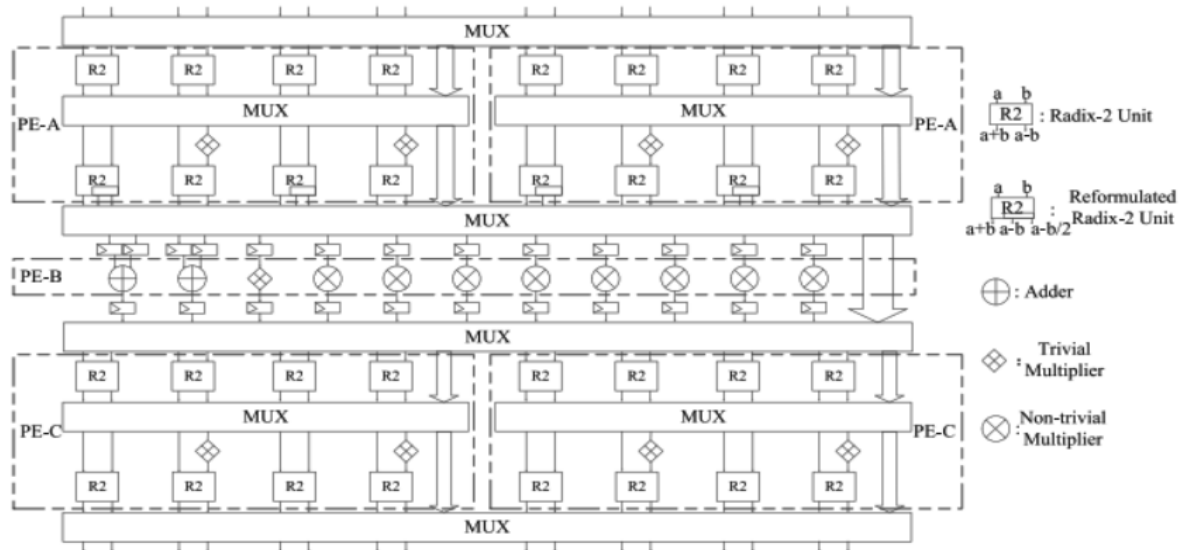 MUX
R2 R2 R2 R2 R2 R2 R2 R2
MUX MUX
PE-A PE-A
R2 R2 R2 R2 R2 R2 R2 R2
MUX
PE-B
MUX
R2 R2 R2 R2 R2 R2 R2 R2
MUX MUX
PE-C PE-C
R2 R2 R2 R2 R2 R2 R2 R2
MUX
a b
R2 : Radix-2 Unit
a+b a-b
a b
R2 : Reformulated
Radix-2 Unit
a+b a-b a-b/2
: Adder
: Trivial
Multiplier
: Non-trivial
Multiplier